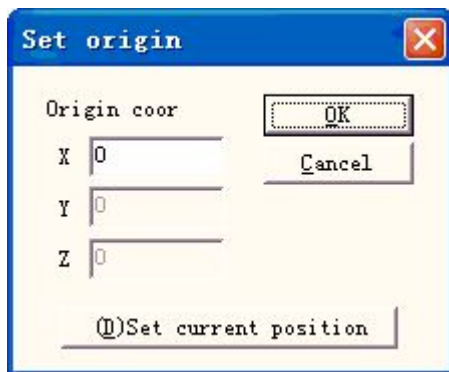 Set origin
Origin coor
OK
X 0
Cancel
Y 0
Z 0
(D)Set current position